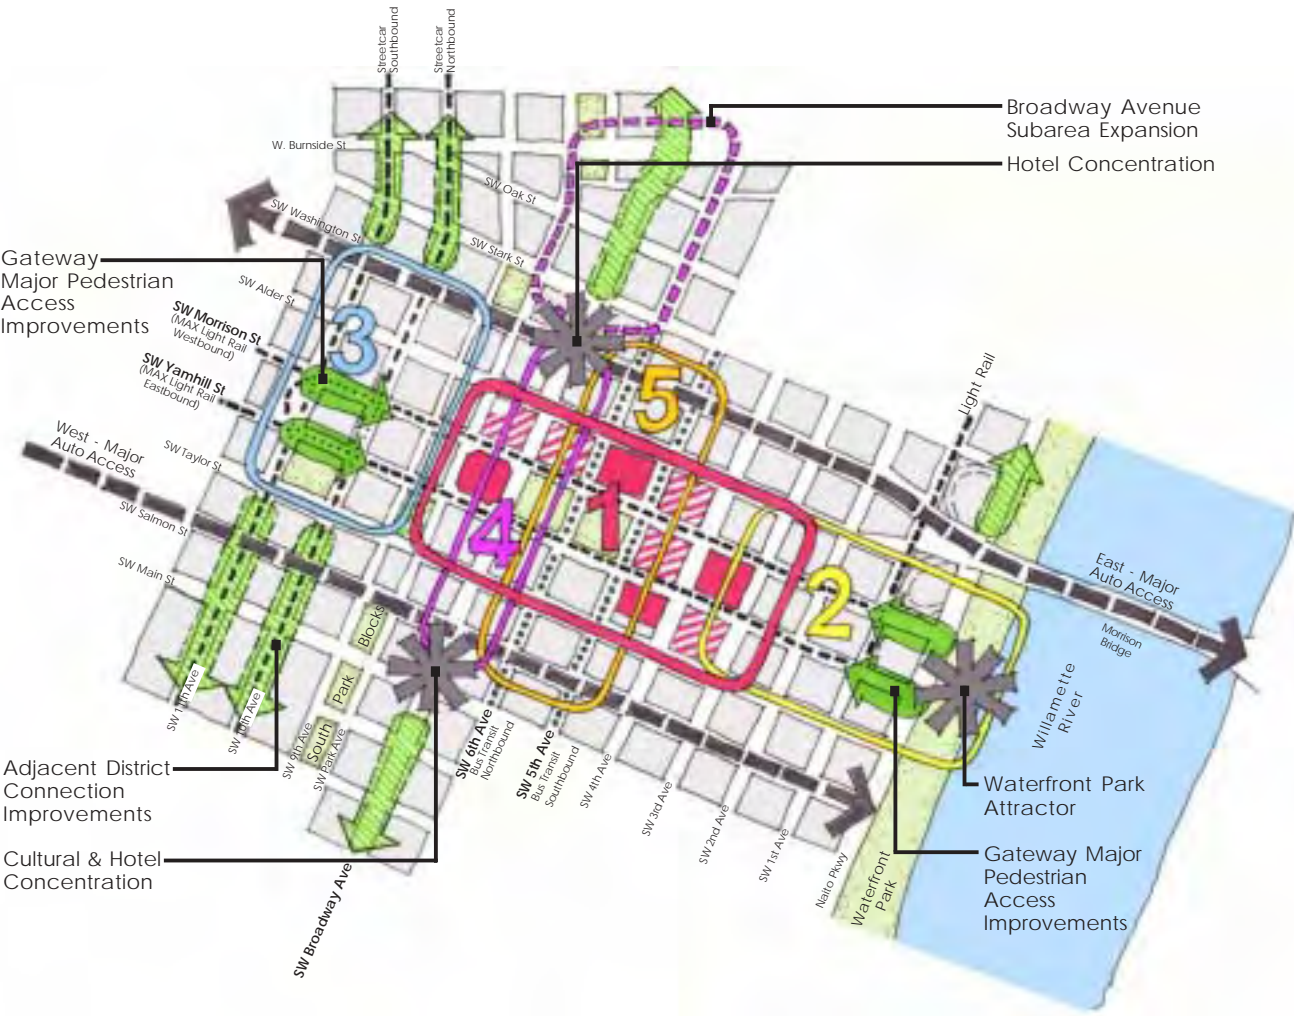 Streetcar
Southbound
Streetcar
Northbound
Broadway Avenue
Subarea Expansion
Hotel Concentration
W. Burnside St
SW Oak St
SW Washington St
SW Stark St
Gateway
Major Pedestrian
Access
Improvements
SW Alder St
SW Morrison St
(MAX Light Rail
Westbound)
SW Yamhill St
(MAX Light Rail
Eastbound)
3
5
Light Rail
West - Major
Auto Access
SW Taylor St
SW Salmon St
SW Main St
4
1
2
East - Major
Auto Access
Morrison
Bridge
Willamette
River
South
Park
Blocks
SW 11th Ave
SW 10th Ave
SW 9th Ave
SW Park Ave
SW 6th Ave
Bus Transit
Northbound
SW 5th Ave
Bus Transit
Southbound
SW 4th Ave
SW 3rd Ave
SW 2nd Ave
SW 1st Ave
Naito Pkwy
Waterfront
Park
Adjacent District
Connection
Improvements
Waterfront Park
Attractor
Cultural & Hotel
Concentration
Gateway Major
Pedestrian
Access
Improvements
SW Broadway Ave